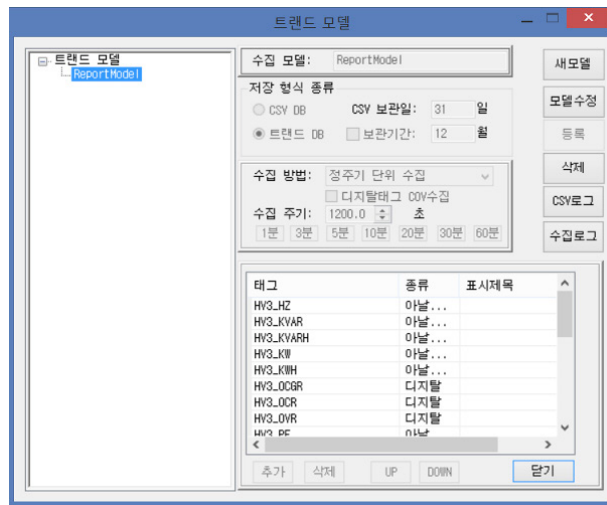 트랜드 모델
트랜드 모델
ReportModel
수집 모델: ReportModel
저장 형식 종류
CSV DB CSV 보관일: 31 일
트랜드 DB 보관기간: 12 월
수집 방법: 정주기 단위 수집
디지탈태그 COV수집
수집 주기: 1200.0 초
1분 3분 5분 10분 20분 30분 60분
새모델
모델수정
등록
삭제
CSV로그
수집로그
태그 종류 표시제목
HV3_HZ 아날...
HV3_KVAR 아날...
HV3_KVARH 아날...
HV3_KW 아날...
HV3_KWH 아날...
HV3_OCGR 디지탈
HV3_OCR 디지탈
HV3_OVR 디지탈
HV3_PF 아날
추가 삭제 UP DOWN 닫기